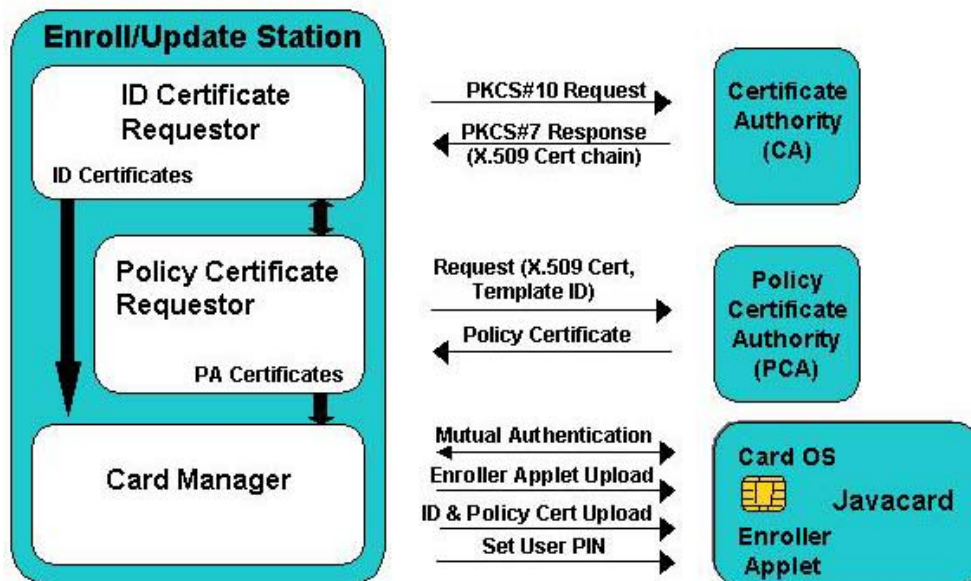 Enroll/Update Station
ID Certificate
Requestor
ID Certificates
PKCS#10 Request
PKCS#7 Response
(X.509 Cert chain)
Certificate
Authority
(CA)
Policy Certificate
Requestor
PA Certificates
Request (X.509 Cert,
Template ID)
Policy Certificate
Policy
Certificate
Authority
(PCA)
Card Manager
Mutual Authentication
Enroller Applet Upload
ID & Policy Cert Upload
Set User PIN
Card OS
Javacard
Enroller
Applet